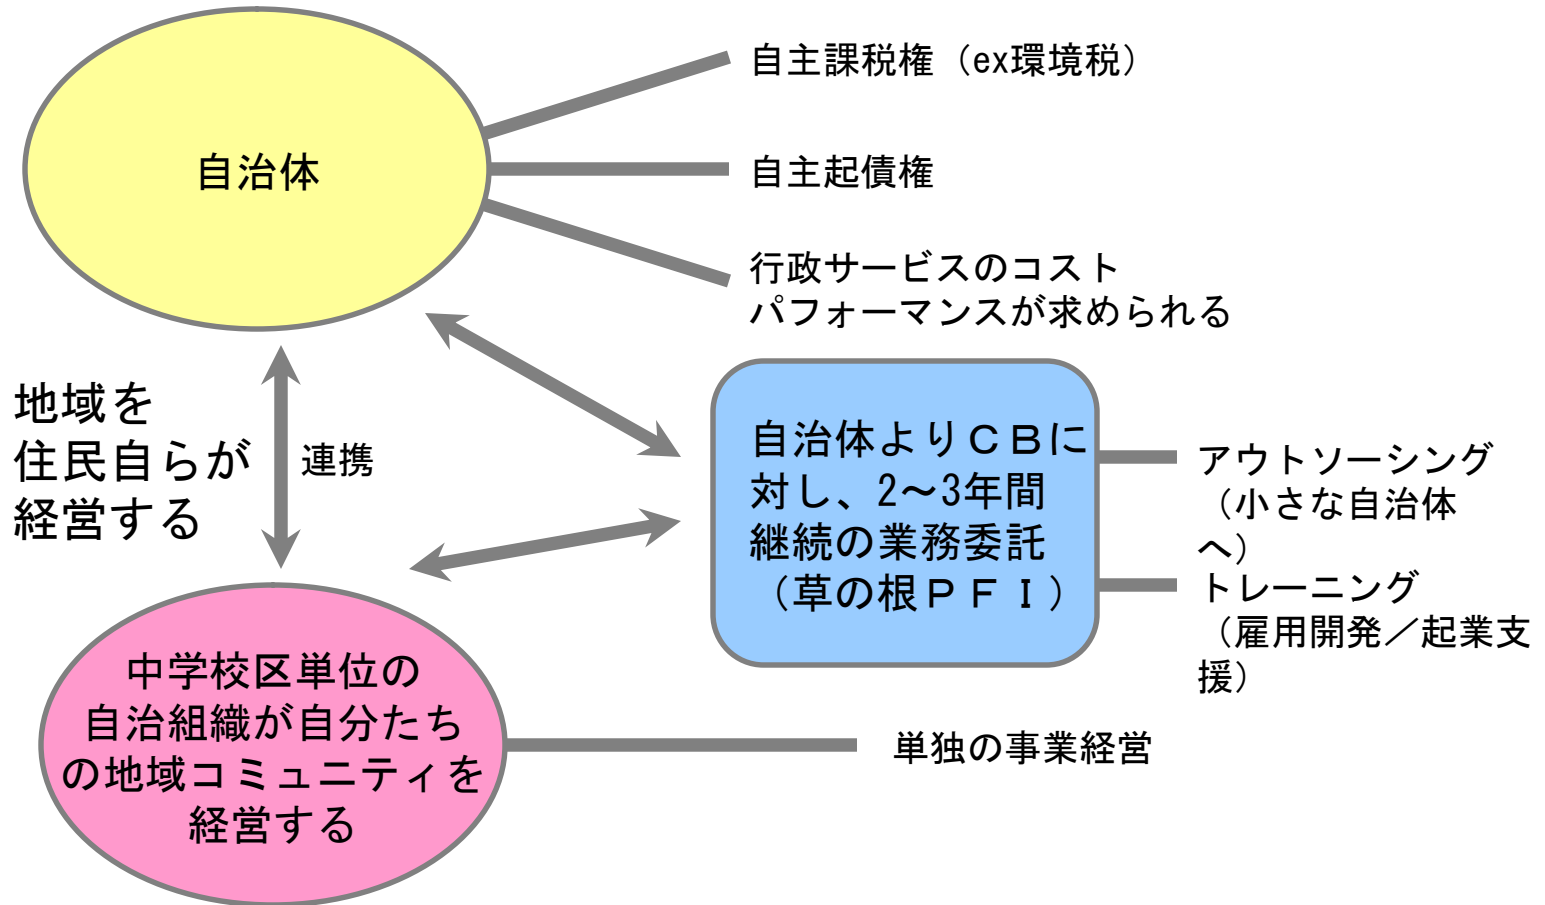 自主課税権（ex環境税）
自治体
自主起債権
行政サービスのコスト
パフォーマンスが求められる
地域を
住民自らが
経営する
連携
自治体よりＣＢに
対し、2～3年間
継続の業務委託
（草の根ＰＦＩ）
アウトソーシング
（小さな自治体
へ）
トレーニング
（雇用開発／起業支
援）
中学校区単位の
自治組織が自分たち
の地域コミュニティを
経営する
単独の事業経営